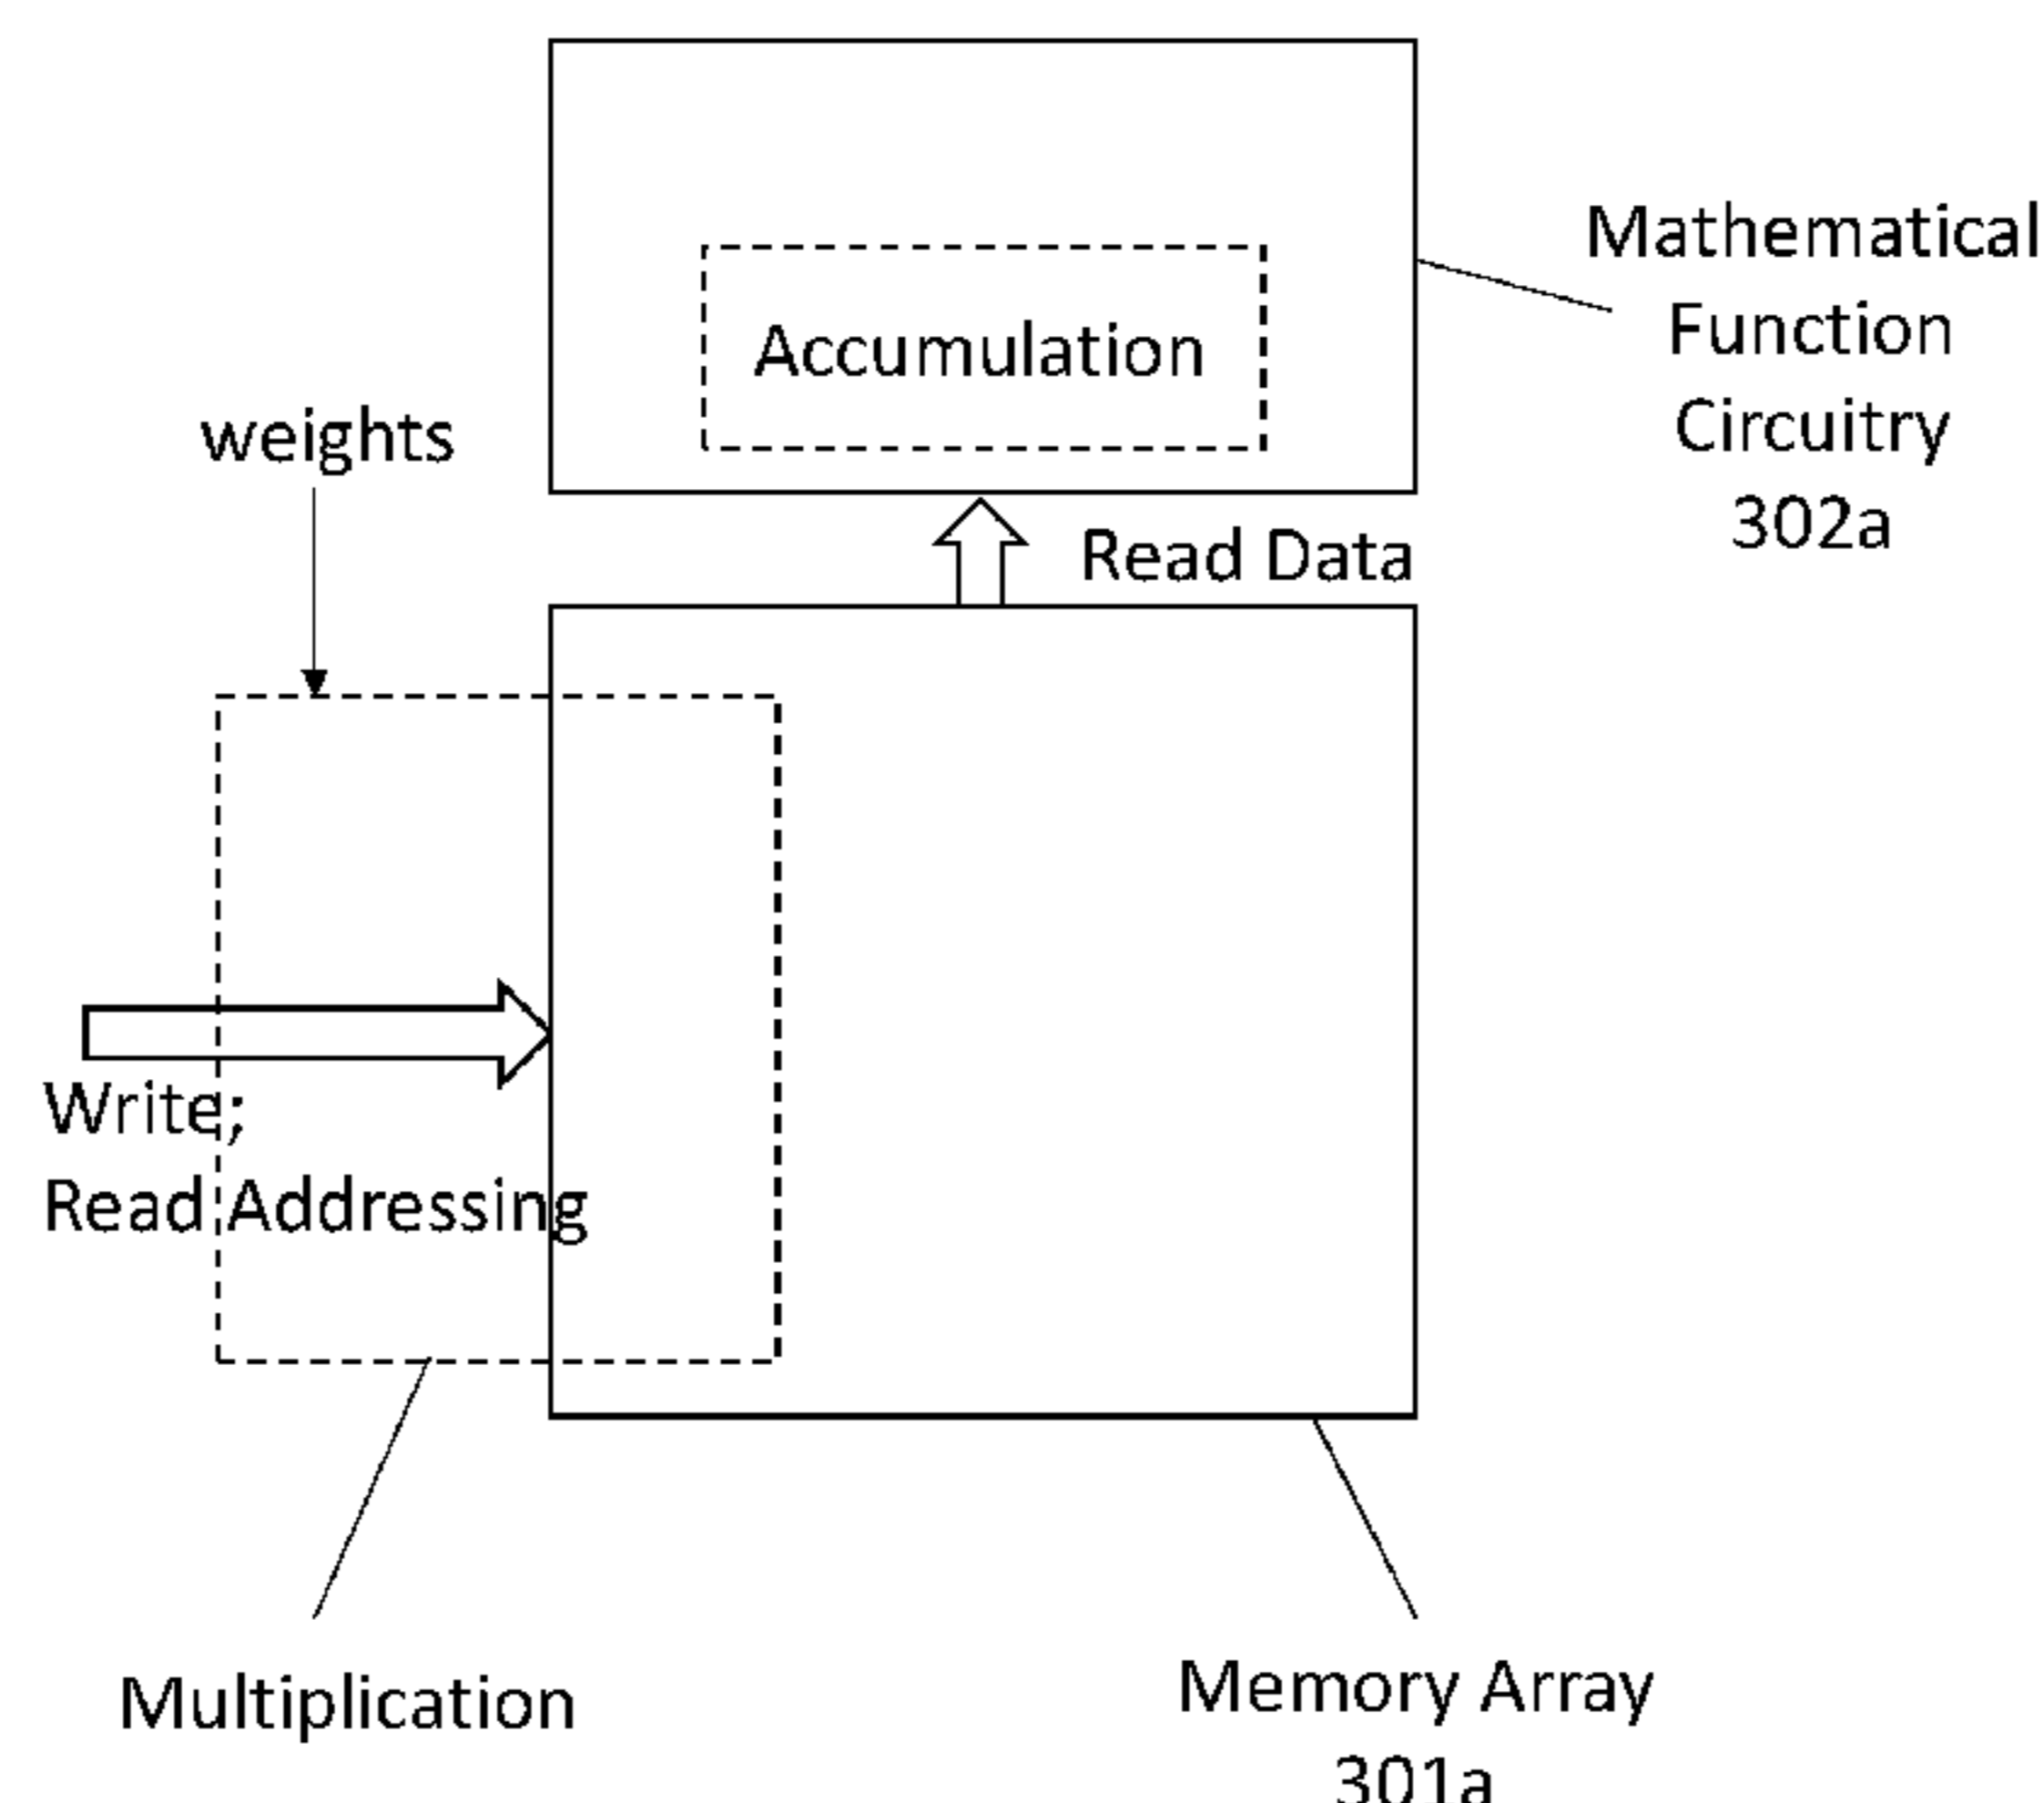 Mathematical
Function
Circuitry
302a
Accumulation
weights
Read Data
Write;
Read Addressing
Multiplication
Memory Array
301a